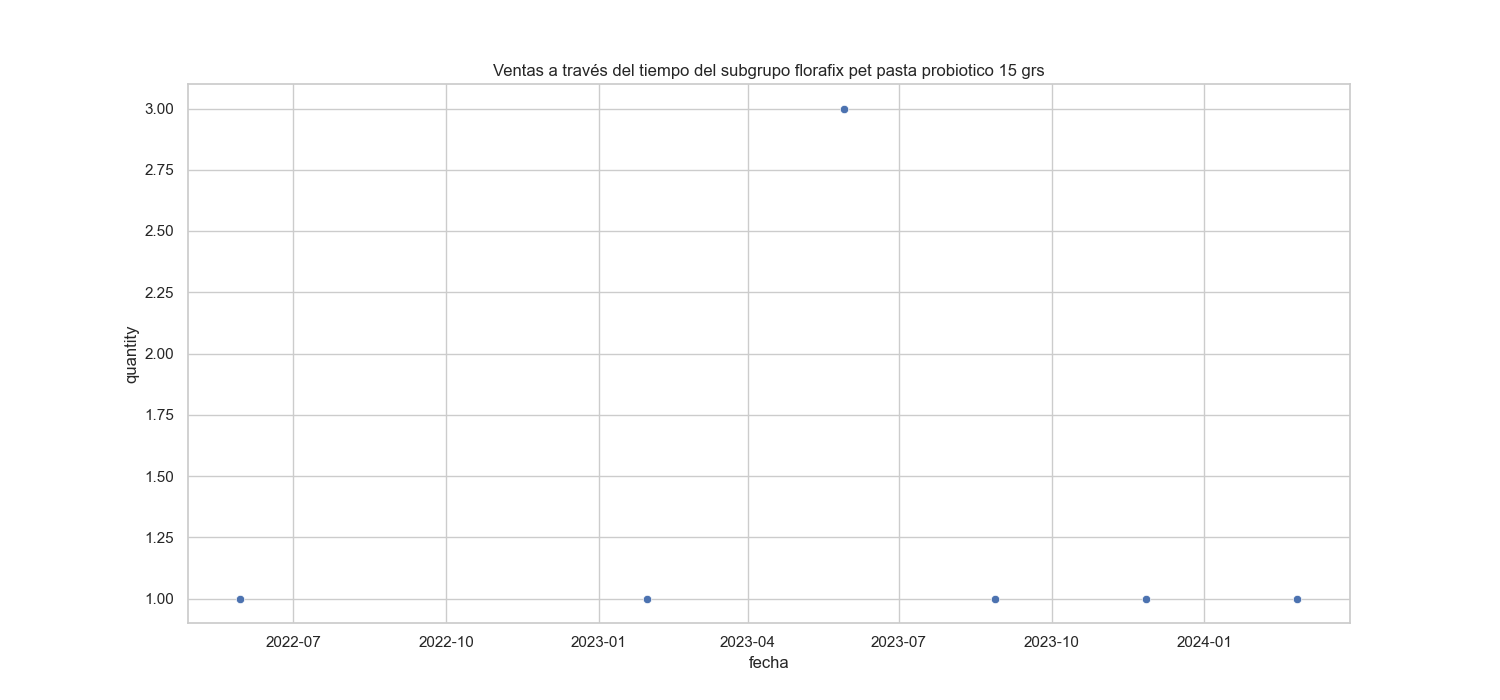 Ventas a través del tiempo del subgrupo florafix pet pasta probiotico 15 grs
3.00
2.75
2.50
2.25
2.00
1.75
1.50
1.25
1.00
quantity
2022-07 2022-10 2023-01 2023-04 2023-07 2023-10 2024-01
fecha